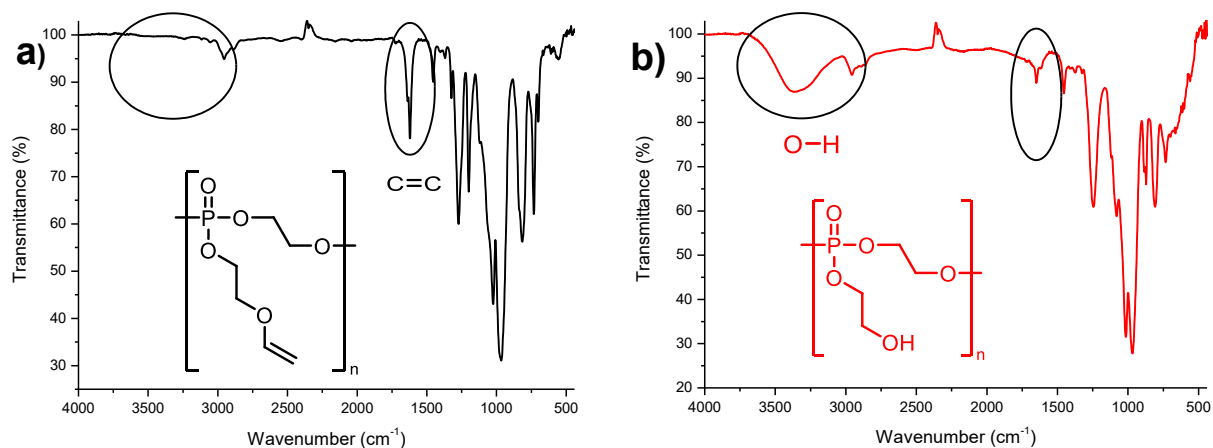 a)
100
90
80
70
60
50
40
30
Transmittance (%)
C=C
O
P
O
O
O
O
n
4000 3500 3000 2500 2000 1500 1000 500
Wavenumber (cm-1)
b)
100
90
80
70
60
50
40
30
20
Transmittance (%)
O-H
O
P
O
O
O
OH
n
4000 3500 3000 2500 2000 1500 1000 500
Wavenumber (cm-1)